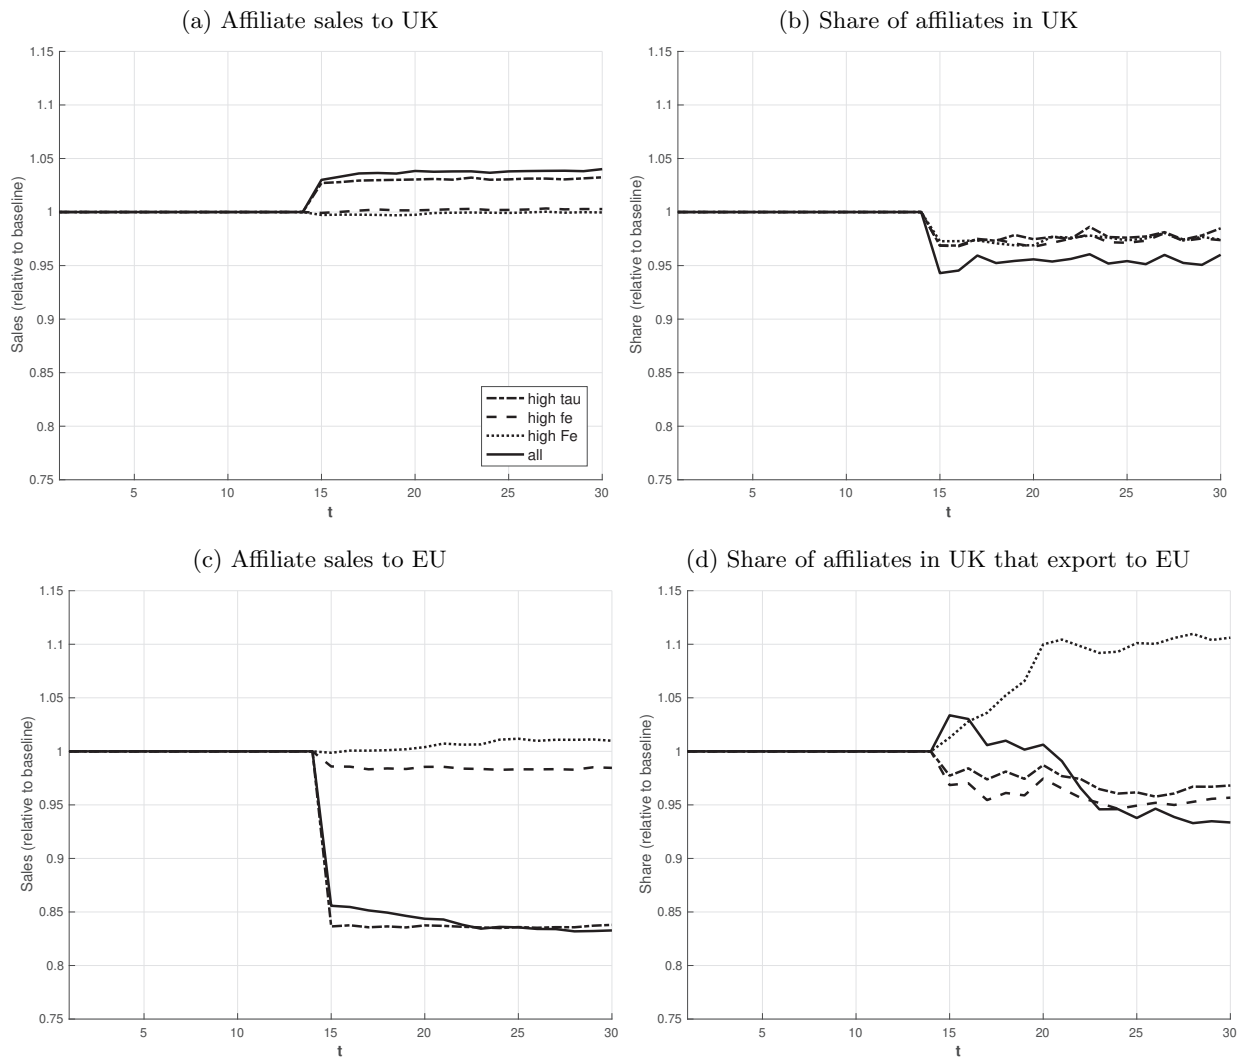 (a) Affiliate sales to UK
1.15
1.1
1.05
1
0.95
0.9
0.85
0.8
0.75
Sales (relative to baseline)
5 10 15 20 25 30
t
high tau
high fe
high Fe
all
(b) Share of affiliates in UK
1.15
1.1
1.05
1
0.95
0.9
0.85
0.8
0.75
Share (relative to baseline)
5 10 15 20 25 30
t
(c) Affiliate sales to EU
1.15
1.1
1.05
1
0.95
0.9
0.85
0.8
0.75
Sales (relative to baseline)
5 10 15 20 25 30
t
(d) Share of affiliates in UK that export to EU
1.15
1.1
1.05
1
0.95
0.9
0.85
0.8
0.75
Share (relative to baseline)
5 10 15 20 25 30
t